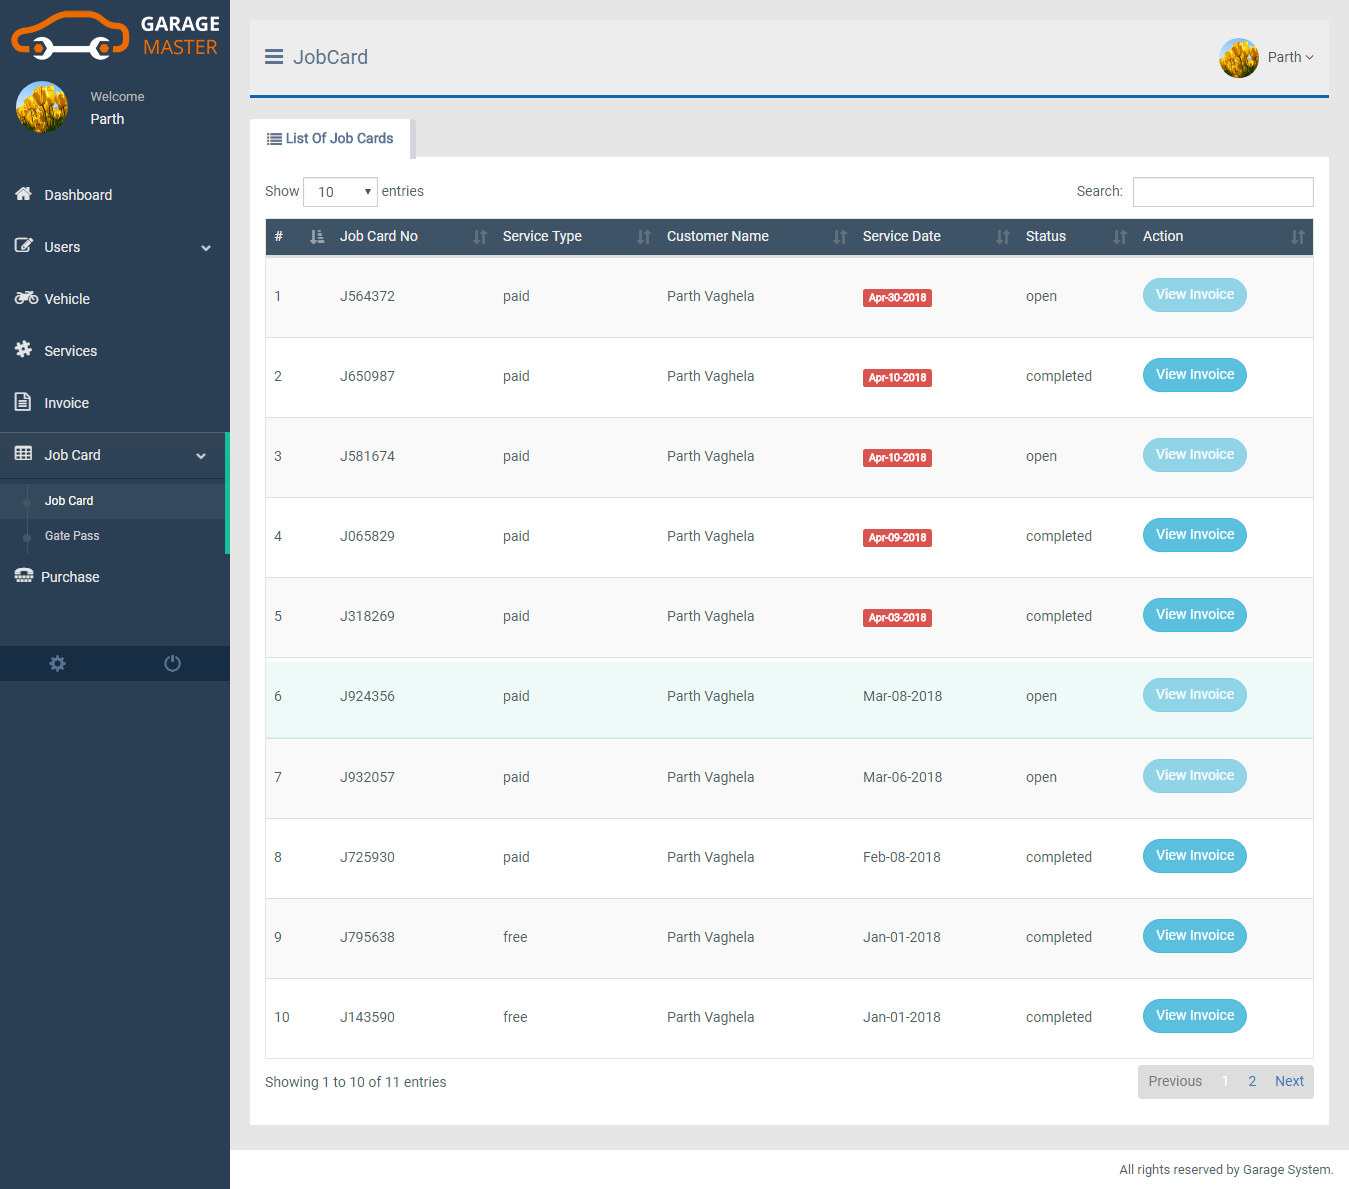 GARAGE
MASTER
Welcome
Parth
Dashboard
Users
Vehicle
Services
Invoice
Job Card
Job Card
Gate Pass
Purchase
JobCard
Parth
List Of Job Cards
Show 10 entries
Search:
# Job Card No Service Type Customer Name Service Date Status Action
1 J564372 paid Parth Vaghela Apr-30-2018 open View Invoice
2 J650987 paid Parth Vaghela Apr-10-2018 completed View Invoice
3 J581674 paid Parth Vaghela Apr-10-2018 open View Invoice
4 J065829 paid Parth Vaghela Apr-09-2018 completed View Invoice
5 J318269 paid Parth Vaghela Apr-03-2018 completed View Invoice
6 J924356 paid Parth Vaghela Mar-08-2018 open View Invoice
7 J932057 paid Parth Vaghela Mar-06-2018 open View Invoice
8 J725930 paid Parth Vaghela Feb-08-2018 completed View Invoice
9 J795638 free Parth Vaghela Jan-01-2018 completed View Invoice
10 J143590 free Parth Vaghela Jan-01-2018 completed View Invoice
Showing 1 to 10 of 11 entries
Previous 1 2 Next
All rights reserved by Garage System.